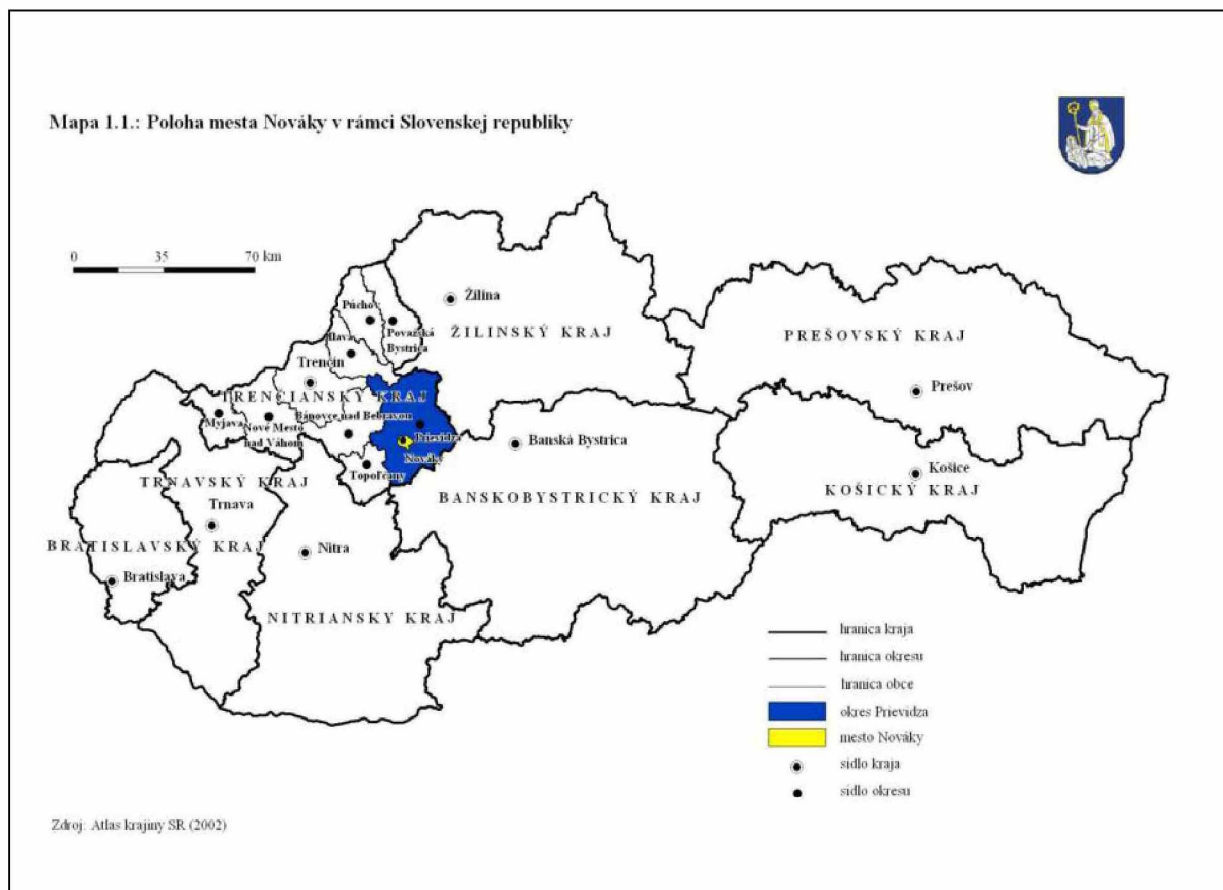 Mapa 1.1.: Poloha mesta Nováky v rámci Slovenskej republiky
0 35 70 km
Žilina
ŽILINSKÝ KRAJ
Púchov
Považská
Bystrica
Ilava
Trenčín
TRENČIANSKY KRAJ
PREŠOVSKÝ KRAJ
Prešov
Myjava
Nové Mesto
nad Váhom
Bánovce nad Bebravou
Prievidza
Nováky
Topoľčany
Banská Bystrica
BANSKOBYSTRICKÝ KRAJ
Košice
KOŠICKÝ KRAJ
TRNAVSKÝ KRAJ
Trnava
BRATISLAVSKÝ KRAJ
Bratislava
Nitra
NITRIANSKY KRAJ
hranica kraja
hranica okresu
hranica obce
okres Prievidza
mesto Nováky
sídlo kraja
sídlo okresu
Zdroj: Atlas krajiny SR (2002)